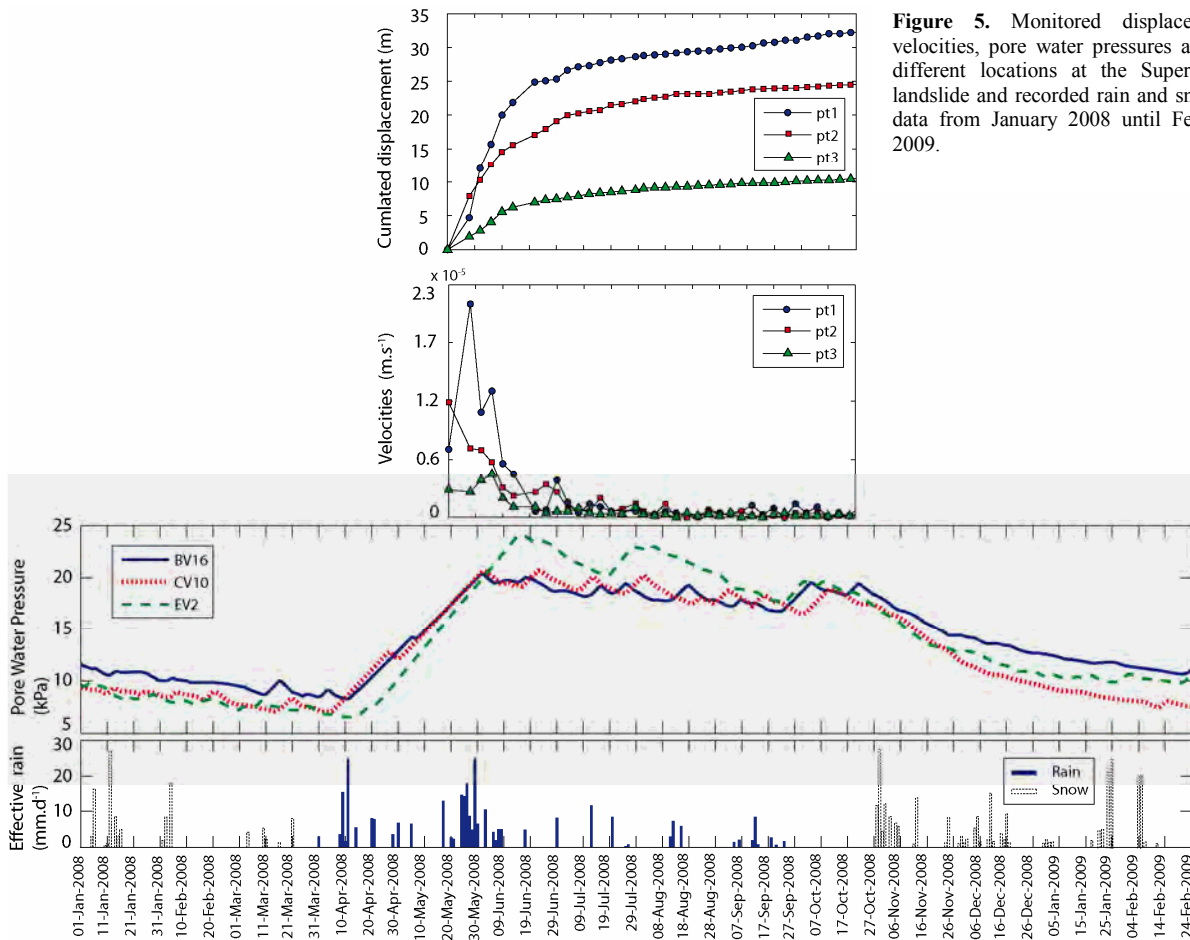 35
30
25
20
15
10
5
0
Cumlated displacement (m)
pt1
pt2
pt3
Figure 5. Monitored displace
velocities, pore water pressures a
different locations at the Super
landslide and recorded rain and sn
data from January 2008 until Fe
2009.
x 10-5
2.3
1.7
1.2
0.6
0
Velocities (m.s-1)
pt1
pt2
pt3
25
20
15
10
5
Pore Water Pressure
(kPa)
BV16
CV10
EV2
30
20
10
0
Effective rain
(mm.d-1)
Rain
Snow
01-Jan-2008
11-Jan-2008
21-Jan-2008
31-Jan-2008
10-Feb-2008
20-Feb-2008
01-Mar-2008
11-Mar-2008
21-Mar-2008
31-Mar-2008
10-Apr-2008
20-Apr-2008
30-Apr-2008
10-May-2008
20-May-2008
30-May-2008
09-Jun-2008
19-Jun-2008
29-Jun-2008
09-Jul-2008
19-Jul-2008
29-Jul-2008
08-Aug-2008
18-Aug-2008
28-Aug-2008
07-Sep-2008
17-Sep-2008
27-Sep-2008
07-Oct-2008
17-Oct-2008
27-Oct-2008
06-Nov-2008
16-Nov-2008
26-Nov-2008
06-Dec-2008
16-Dec-2008
26-Dec-2008
05-Jan-2009
15-Jan-2009
25-Jan-2009
04-Feb-2009
14-Feb-2009
24-Feb